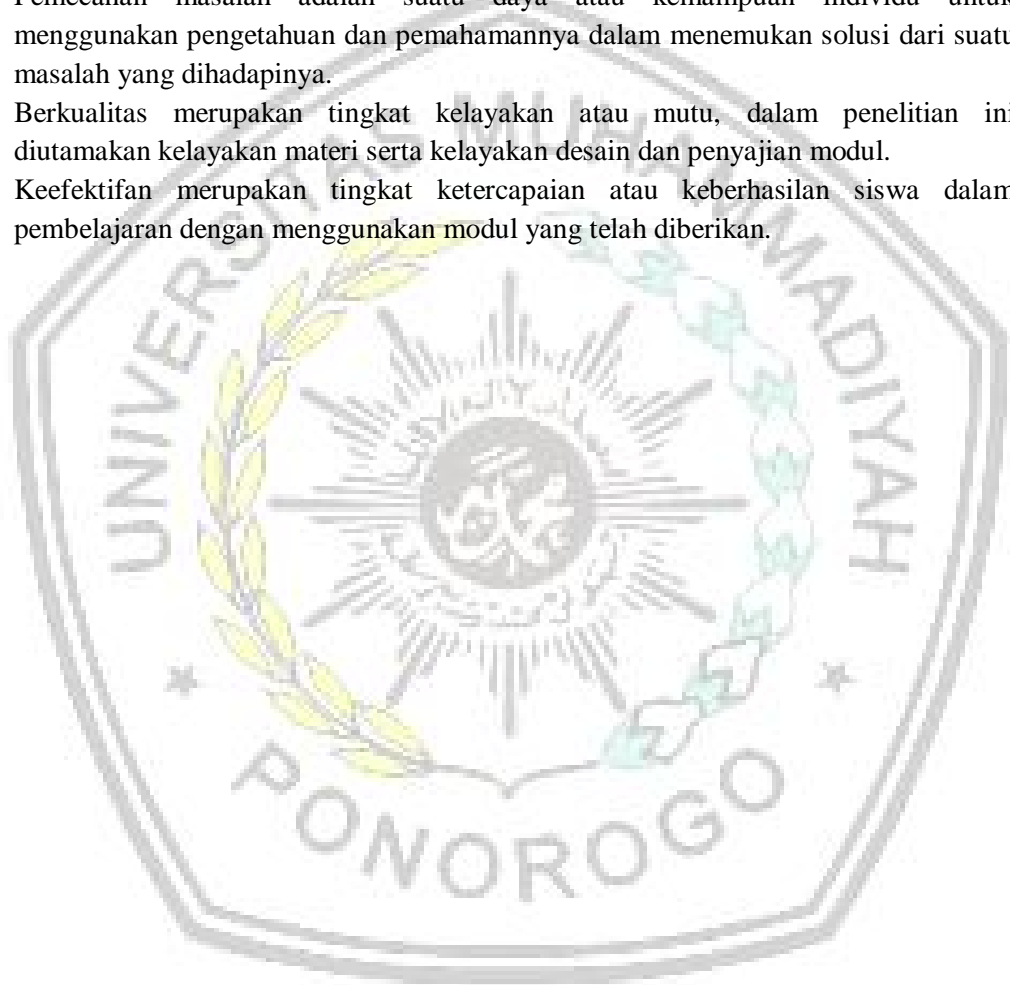 Pemecahan masalah adalah suatu daya atau kemampuan individu untuk
menggunakan pengetahuan dan pemahamannya dalam menemukan solusi dari suatu
masalah yang dihadapinya.
Berkualitas merupakan tingkat kelayakan atau mutu, dalam penelitian ini
diutamakan kelayakan materi serta kelayakan desain dan penyajian modul.
Keefektifan merupakan tingkat ketercapaian atau keberhasilan siswa dalam
pembelajaran dengan menggunakan modul yang telah diberikan.
UNIVERSITAS MUHAMMADIYAH
PONOROGO